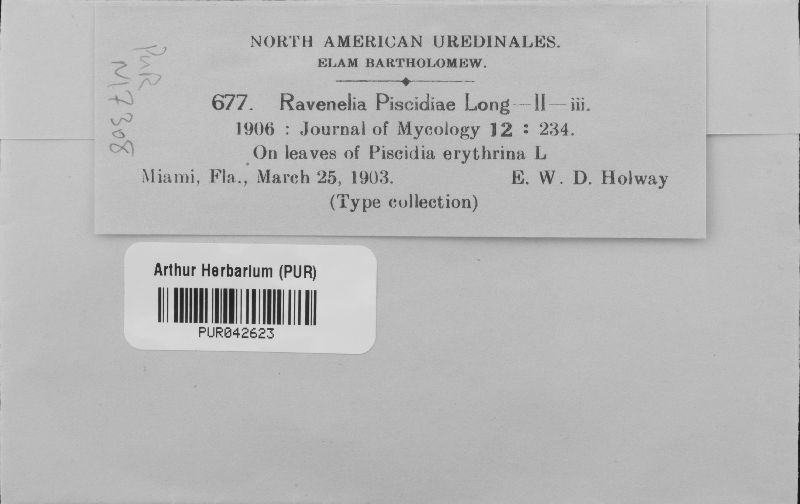 NORTH AMERICAN UREDINALES.
ELAM BARTHOLOMEW.
677. Ravenelia Piscidiae Long—II—iii.
1906 : Journal of Mycology 12 : 234.
On leaves of Piscidia erythrina L
Miami, Fla., March 25, 1903. E. W. D. Holway
(Type collection)
PUR
N17308
Arthur Herbarium (PUR)
PUR042623